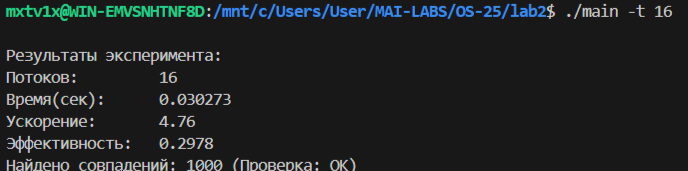 mxtv1x@WIN-EMVSNHTNF8D:/mnt/c/Users/User/MAI-LABS/OS-25/lab2$ ./main -t 16
Результаты эксперимента:
Потоков: 16
Время(сек): 0.030273
Ускорение: 4.76
Эффективность: 0.2978
Найдено совпадений: 1000 (Проверка: OK)